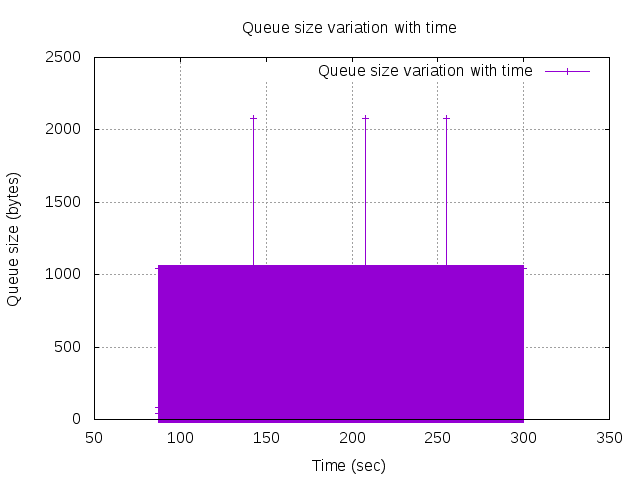 Queue size variation with time
2500
Queue size variation with time
2000
1500
1000
500
0
Queue size (bytes)
50 100 150 200 250 300 350
Time (sec)